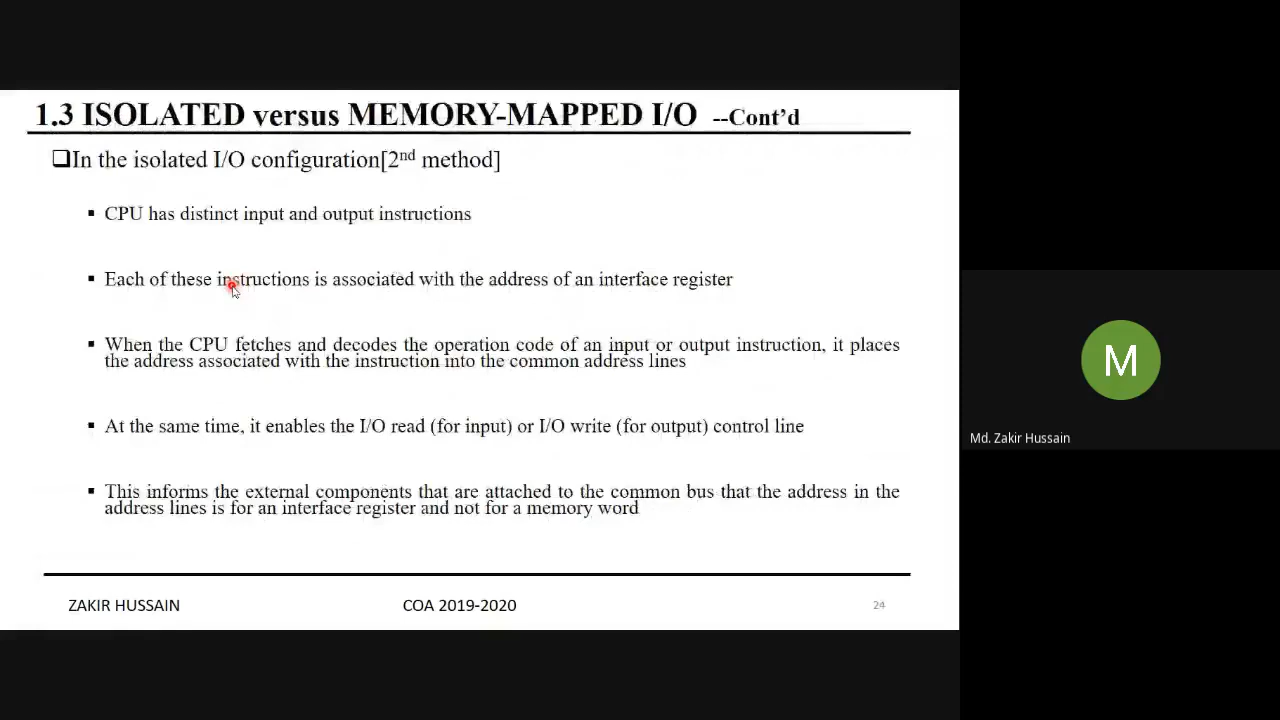 1.3 ISOLATED versus MEMORY-MAPPED I/O --Cont'd
❑In the isolated I/O configuration[2nd method]
▪ CPU has distinct input and output instructions
▪ Each of these instructions is associated with the address of an interface register
▪ When the CPU fetches and decodes the operation code of an input or output instruction, it places
the address associated with the instruction into the common address lines
▪ At the same time, it enables the I/O read (for input) or I/O write (for output) control line
▪ This informs the external components that are attached to the common bus that the address in the
address lines is for an interface register and not for a memory word
ZAKIR HUSSAIN COA 2019-2020 24
M
Md. Zakir Hussain